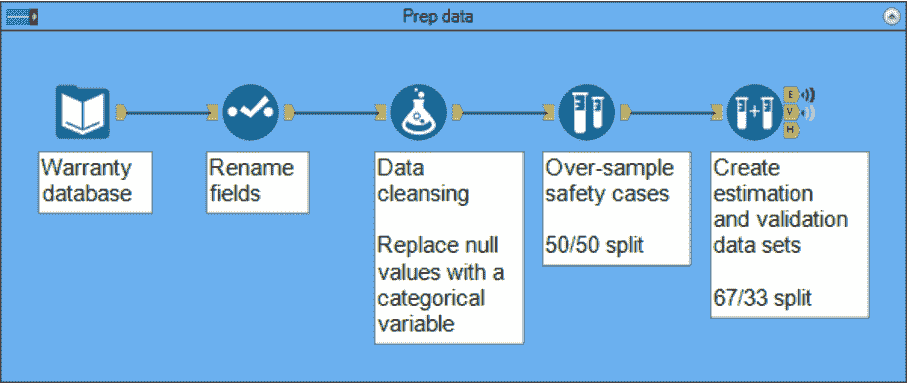 Prep data
E
V
H
Warranty
database
Rename
fields
Data
cleansing
Replace null
values with a
categorical
variable
Over-sample
safety cases
50/50 split
Create
estimation
and validation
data sets
67/33 split